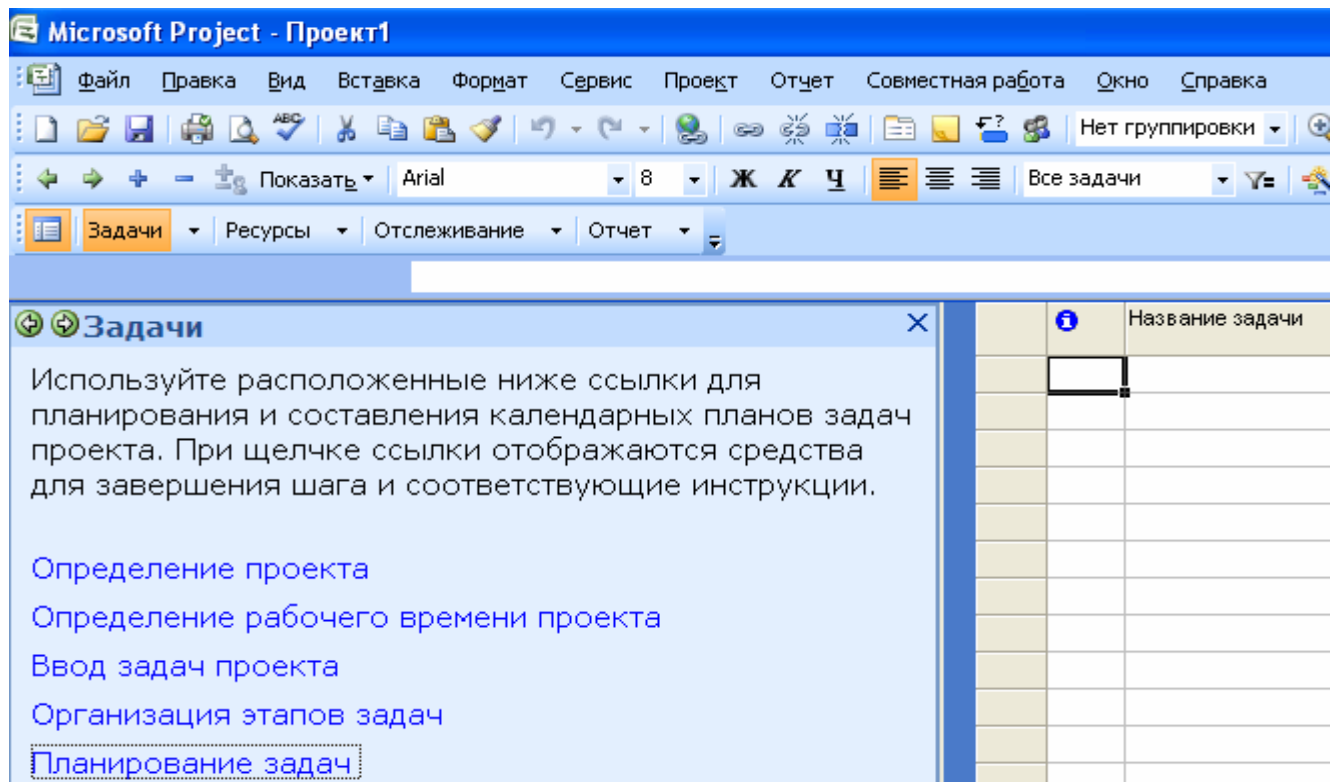 Microsoft Project - Проект1
Файл Правка Вид Вставка Формат Сервис Проект Отчет Совместная работа Окно Справка
ABC Нет группировки
Показать Arial 8 Ж К Ч Все задачи
Задачи Ресурсы Отслеживание Отчет
Задачи Название задачи
Используйте расположенные ниже ссылки для
планирования и составления календарных планов задач
проекта. При щелчке ссылки отображаются средства
для завершения шага и соответствующие инструкции.
Определение проекта
Определение рабочего времени проекта
Ввод задач проекта
Организация этапов задач
Планирование задач